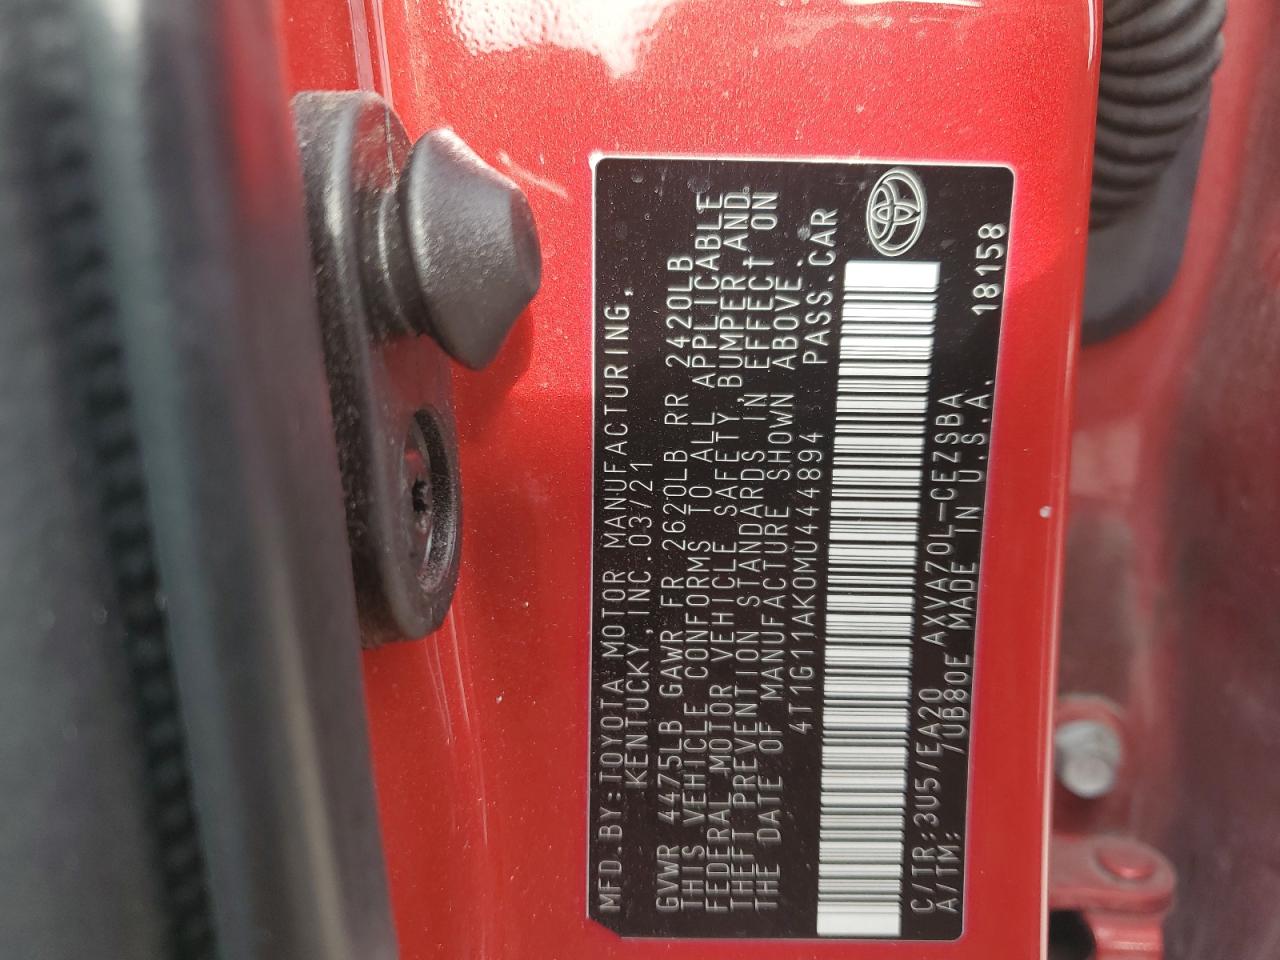 MFD.BY:TOYOTA MOTOR MANUFACTURING,
KENTUCKY,INC.03/21
GVWR 4475LB GAWR FR 2620LB RR 2420LB
THIS VEHICLE CONFORMS TO ALL APPLICABLE
FEDERAL MOTOR VEHICLE SAFETY,BUMPER,AND
THEFT PREVENTION STANDARDS IN EFFECT ON
THE DATE OF MANUFACTURE SHOWN ABOVE.
4T1G11AK0MU444894 PASS.CAR
C/TR:3U5/EA20 AXVA70L-CEZSBA
A/TM: 70B80E MADE IN U.S.A. 18158